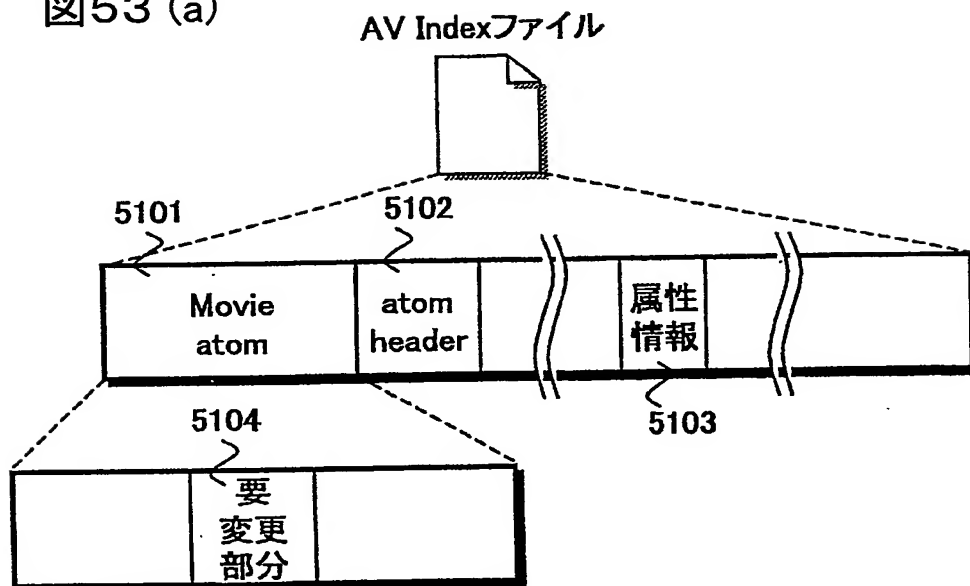 図53 (a)
AV Indexファイル
5101
5102
Movie
atom
atom
header
属性
情報
5103
5104
要
変更
部分